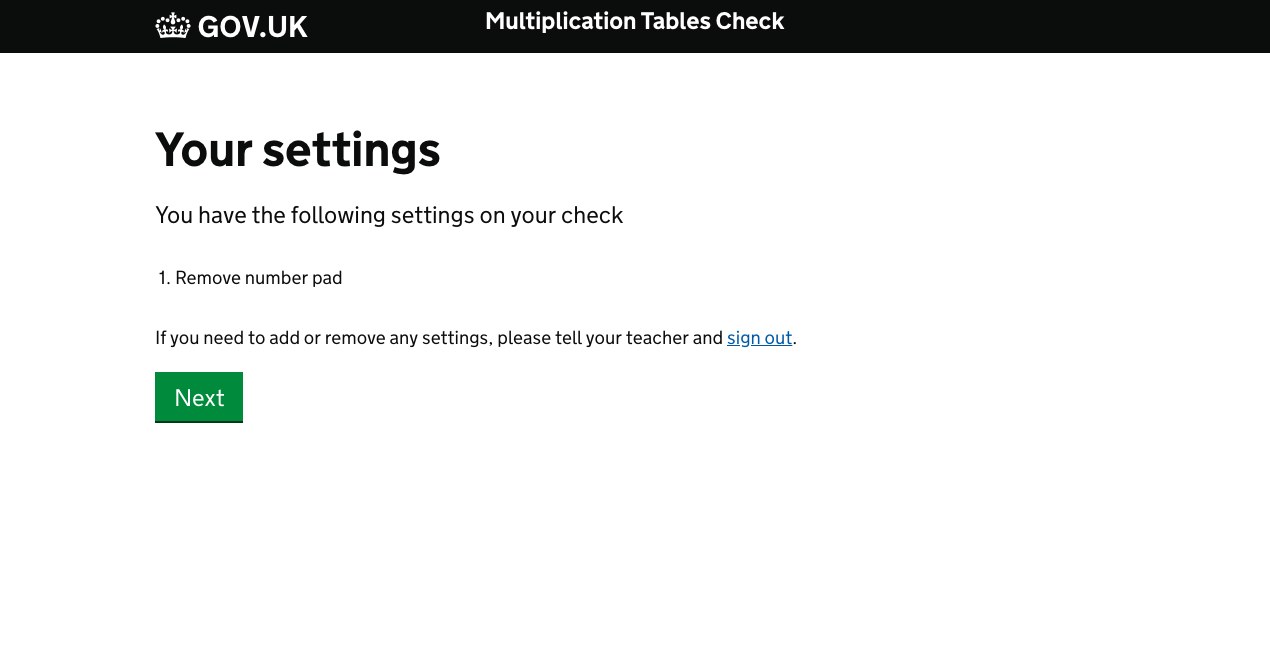 GOV.UK
Multiplication Tables Check
Your settings
You have the following settings on your check
1. Remove number pad
If you need to add or remove any settings, please tell your teacher and sign out.
Next